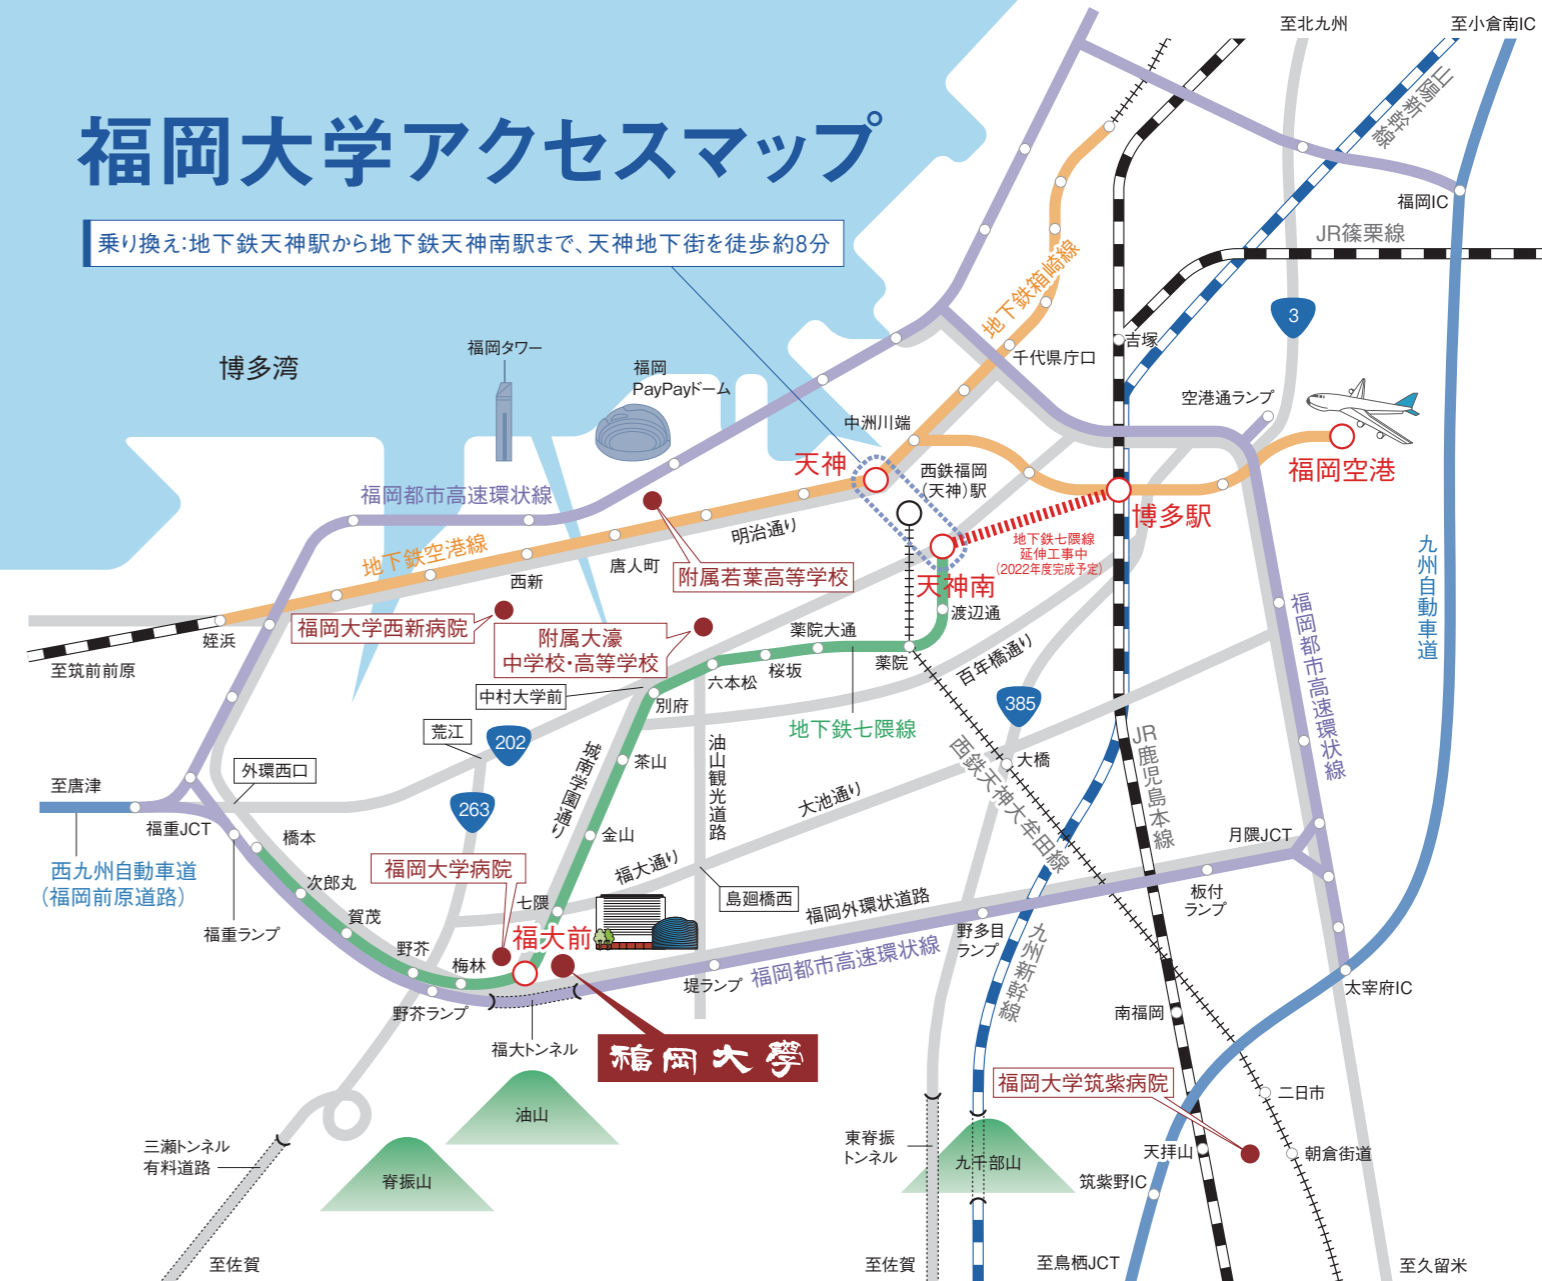 福岡大学アクセスマップ
乗り換え:地下鉄天神駅から地下鉄天神南駅まで、天神地下街を徒歩約8分
至北九州
至小倉南IC
山陽新幹線
福岡IC
JR篠栗線
3
地下鉄箱崎線
千代県庁口
吉塚
空港通ランプ
博多湾
福岡タワー
福岡
PayPayドーム
中洲川端
天神
西鉄福岡
(天神)駅
福岡空港
博多駅
地下鉄七隈線
延伸工事中
(2022年度完成予定)
天神南
福岡都市高速環状線
地下鉄空港線
明治通り
唐人町
西新
附属若葉高等学校
福岡大学西新病院
附属大濠
中学校・高等学校
姪浜
至筑前前原
渡辺通
薬院大通
薬院
桜坂
六本松
別府
中村大学前
百年橋通り
385
九州自動車道
福岡都市高速環状線
地下鉄七隈線
荒江
202
茶山
城南学園通り
油山観光道路
大橋
西鉄天神大牟田線
JR鹿児島本線
大池通り
至唐津
外環西口
263
福重JCT
橋本
西九州自動車道
(福岡前原道路)
金山
月隈JCT
福岡大学病院
福大通り
次郎丸
賀茂
七隈
島廻橋西
板付
ランプ
福重ランプ
福岡外環状道路
野芥
梅林
福大前
野多目
ランプ
福岡都市高速環状線
九州新幹線
堤ランプ
太宰府IC
野芥ランプ
南福岡
福大トンネル
福岡大學
福岡大学筑紫病院
二日市
油山
三瀬トンネル
有料道路
東脊振
トンネル
九千部山
天拝山
朝倉街道
脊振山
筑紫野IC
至佐賀
至佐賀
至鳥栖JCT
至久留米